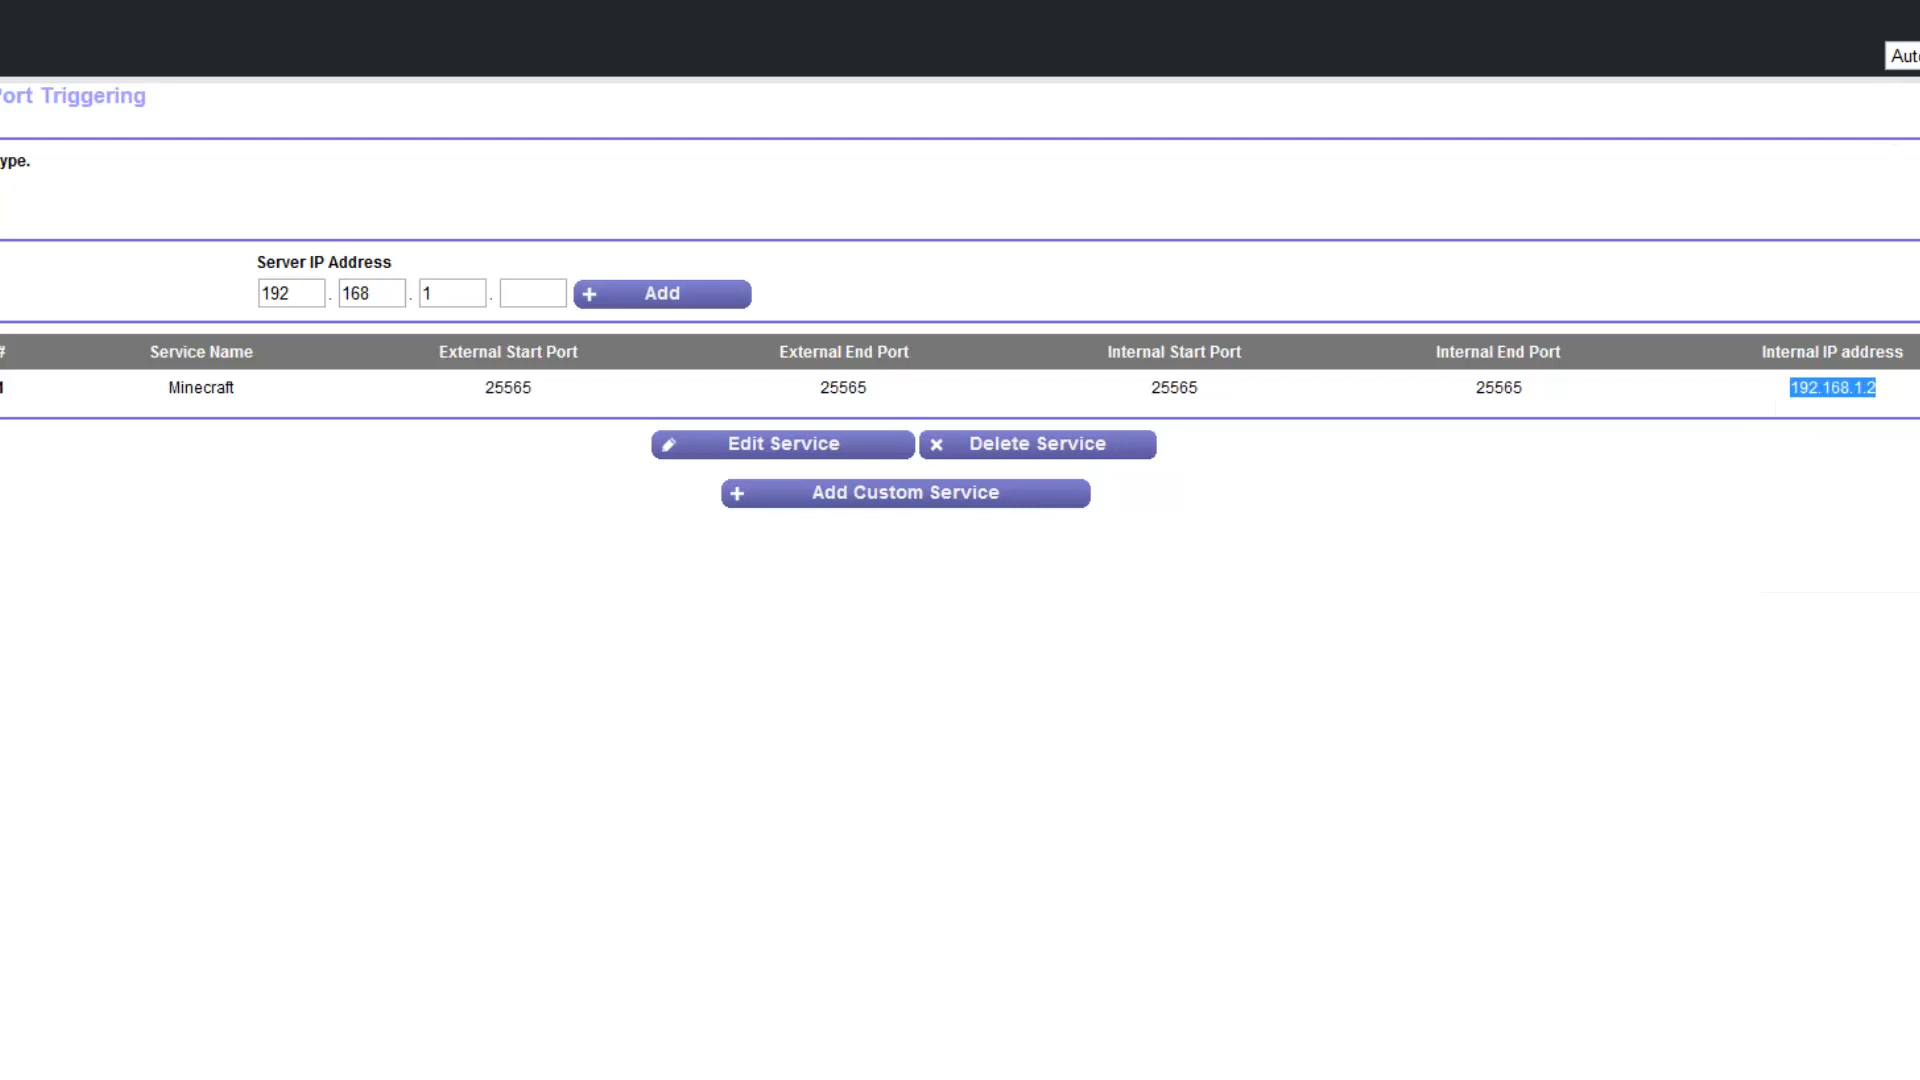 ort Triggering
Auto
ype.
Server IP Address
192 . 168 . 1 . Add
# Service Name External Start Port External End Port Internal Start Port Internal End Port Internal IP address
1 Minecraft 25565 25565 25565 25565 192.168.1.2
Edit Service Delete Service
Add Custom Service